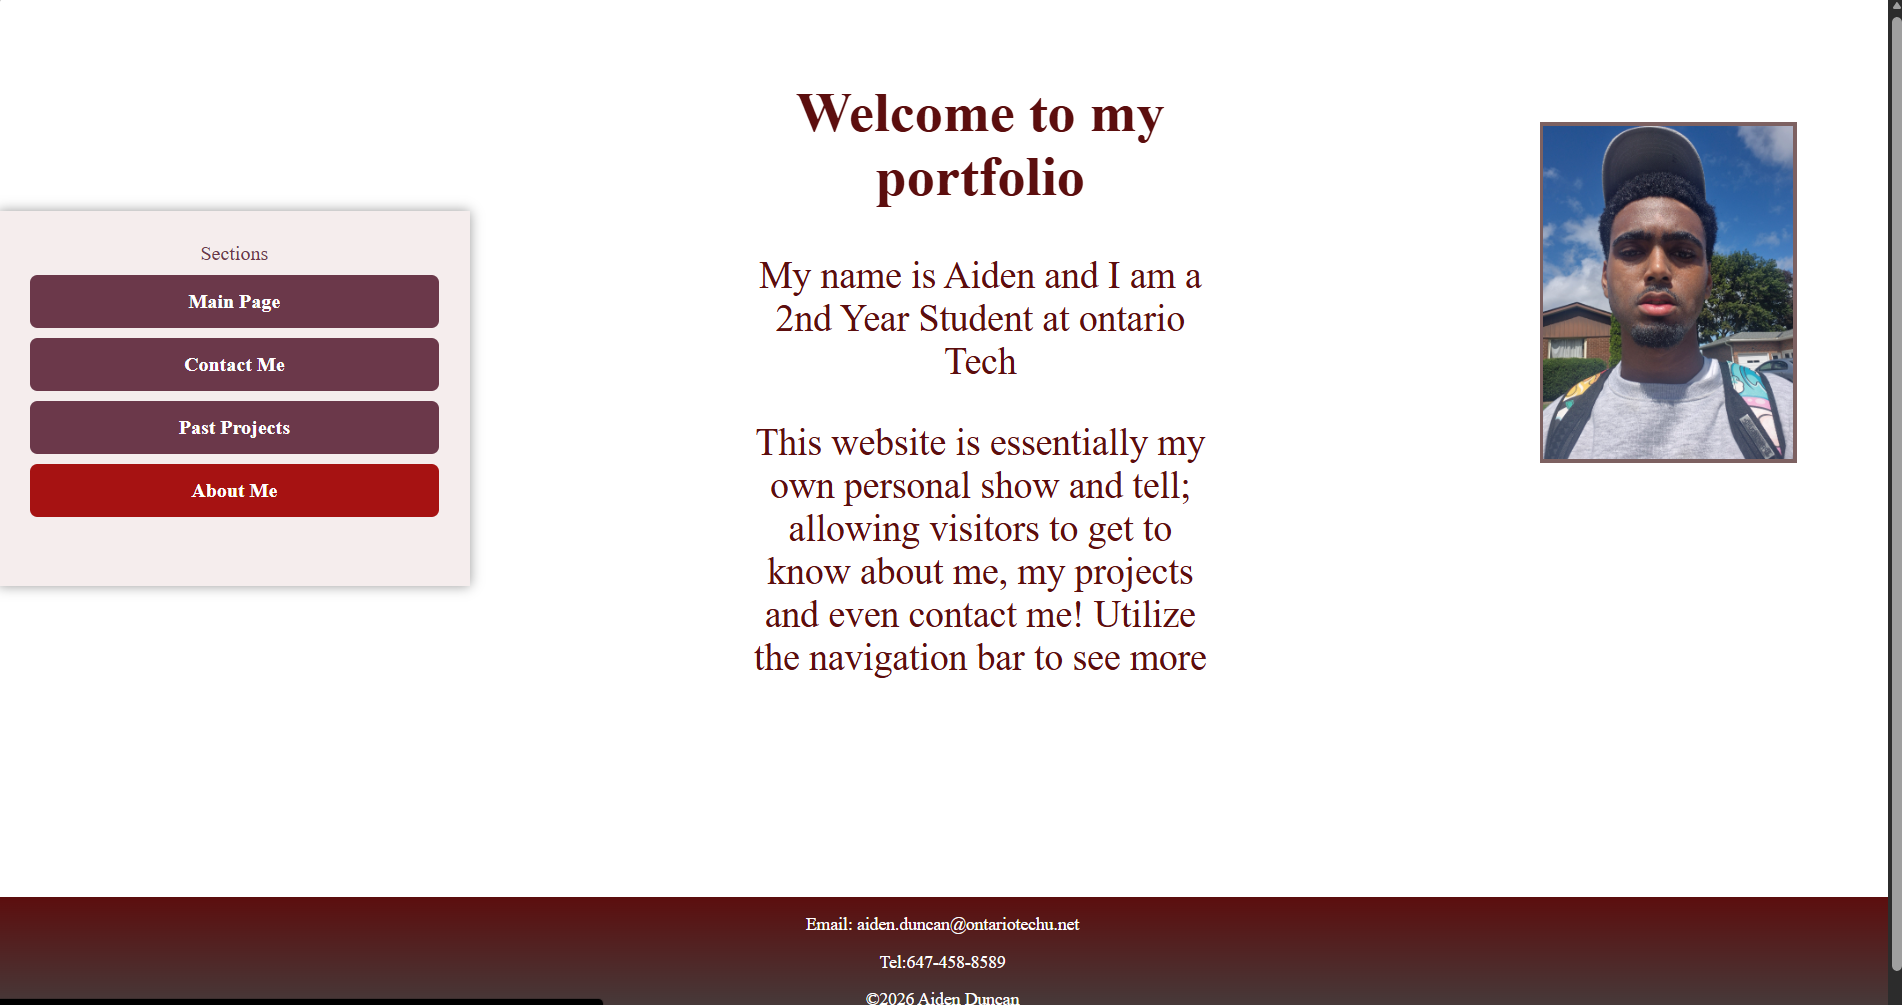 Welcome to my
portfolio
Sections
Main Page
Contact Me
Past Projects
About Me
My name is Aiden and I am a
2nd Year Student at ontario
Tech
This website is essentially my
own personal show and tell;
allowing visitors to get to
know about me, my projects
and even contact me! Utilize
the navigation bar to see more
Email: aiden.duncan@ontariotechu.net
Tel:647-458-8589
©2026 Aiden Duncan